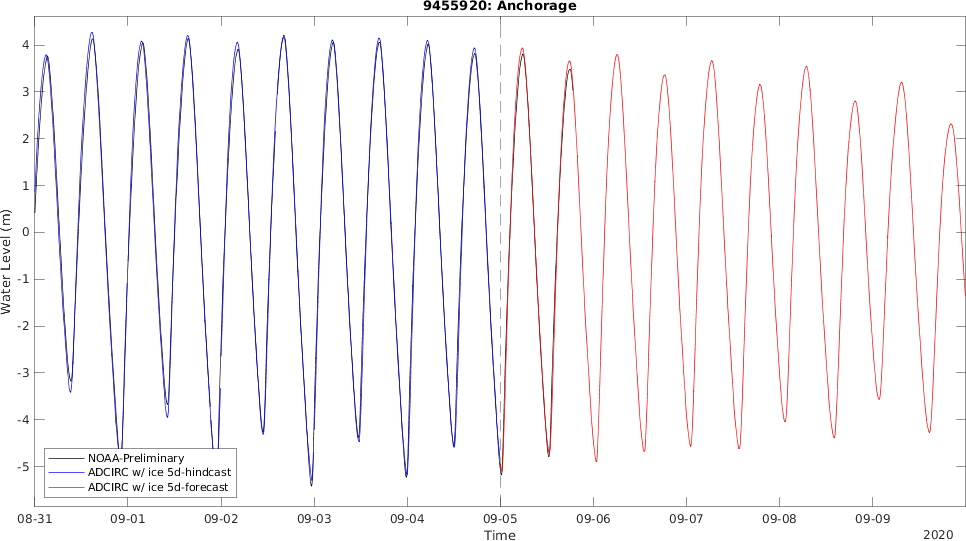 9455920: Anchorage
Water Level (m)
4
3
2
1
0
-1
-2
-3
-4
-5
NOAA-Preliminary
ADCIRC w/ ice 5d-hindcast
ADCIRC w/ ice 5d-forecast
08-31 09-01 09-02 09-03 09-04 09-05 09-06 09-07 09-08 09-09
Time
2020